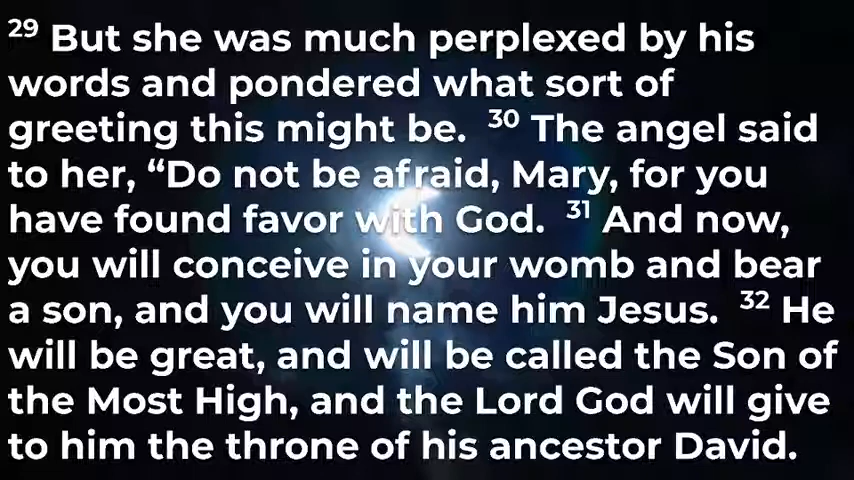 29 But she was much perplexed by his
words and pondered what sort of
greeting this might be. 30 The angel said
to her, “Do not be afraid, Mary, for you
have found favor with God. 31 And now,
you will conceive in your womb and bear
a son, and you will name him Jesus. 32 He
will be great, and will be called the Son of
the Most High, and the Lord God will give
to him the throne of his ancestor David.